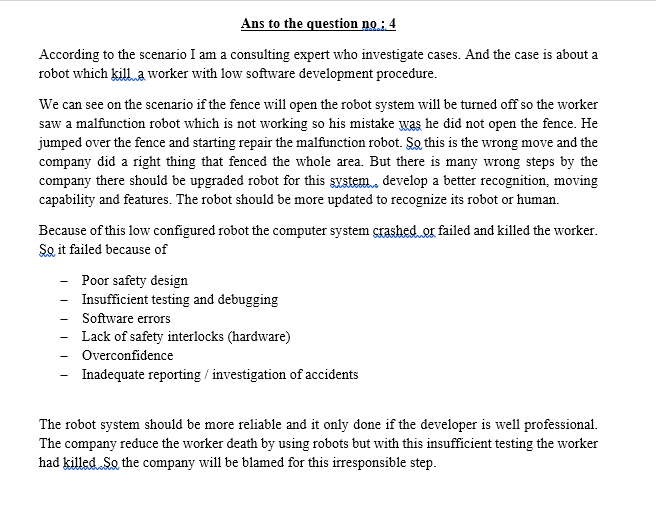 Ans to the question no : 4
According to the scenario I am a consulting expert who investigate cases. And the case is about a
robot which kill a worker with low software development procedure.
We can see on the scenario if the fence will open the robot system will be turned off so the worker
saw a malfunction robot which is not working so his mistake was he did not open the fence. He
jumped over the fence and starting repair the malfunction robot. So this is the wrong move and the
company did a right thing that fenced the whole area. But there is many wrong steps by the
company there should be upgraded robot for this system , develop a better recognition, moving
capability and features. The robot should be more updated to recognize its robot or human.
Because of this low configured robot the computer system crashed or failed and killed the worker.
So it failed because of
– Poor safety design
– Insufficient testing and debugging
– Software errors
– Lack of safety interlocks (hardware)
– Overconfidence
– Inadequate reporting / investigation of accidents
The robot system should be more reliable and it only done if the developer is well professional.
The company reduce the worker death by using robots but with this insufficient testing the worker
had killed .So the company will be blamed for this irresponsible step.